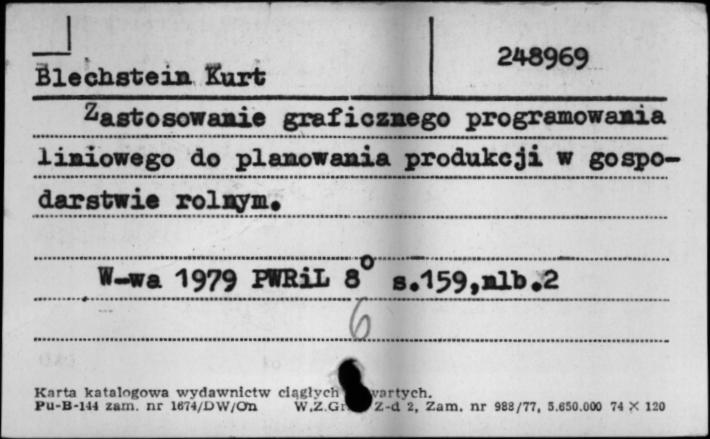 248969
Blechstein Kurt
Zastosowanie graficznego programowania
liniowego do planowania produkcji w gospo-
darstwie rolnym.
W-wa 1979 PWRiL 8° s.159,nlb.2
6
Karta katalogowa wydawnictw ciągłych
Pu-B-144 zam. nr 1674/DW/On W.Z.Gr Z-d 2, Zam. nr 988/77, 5.650.000 74 × 120